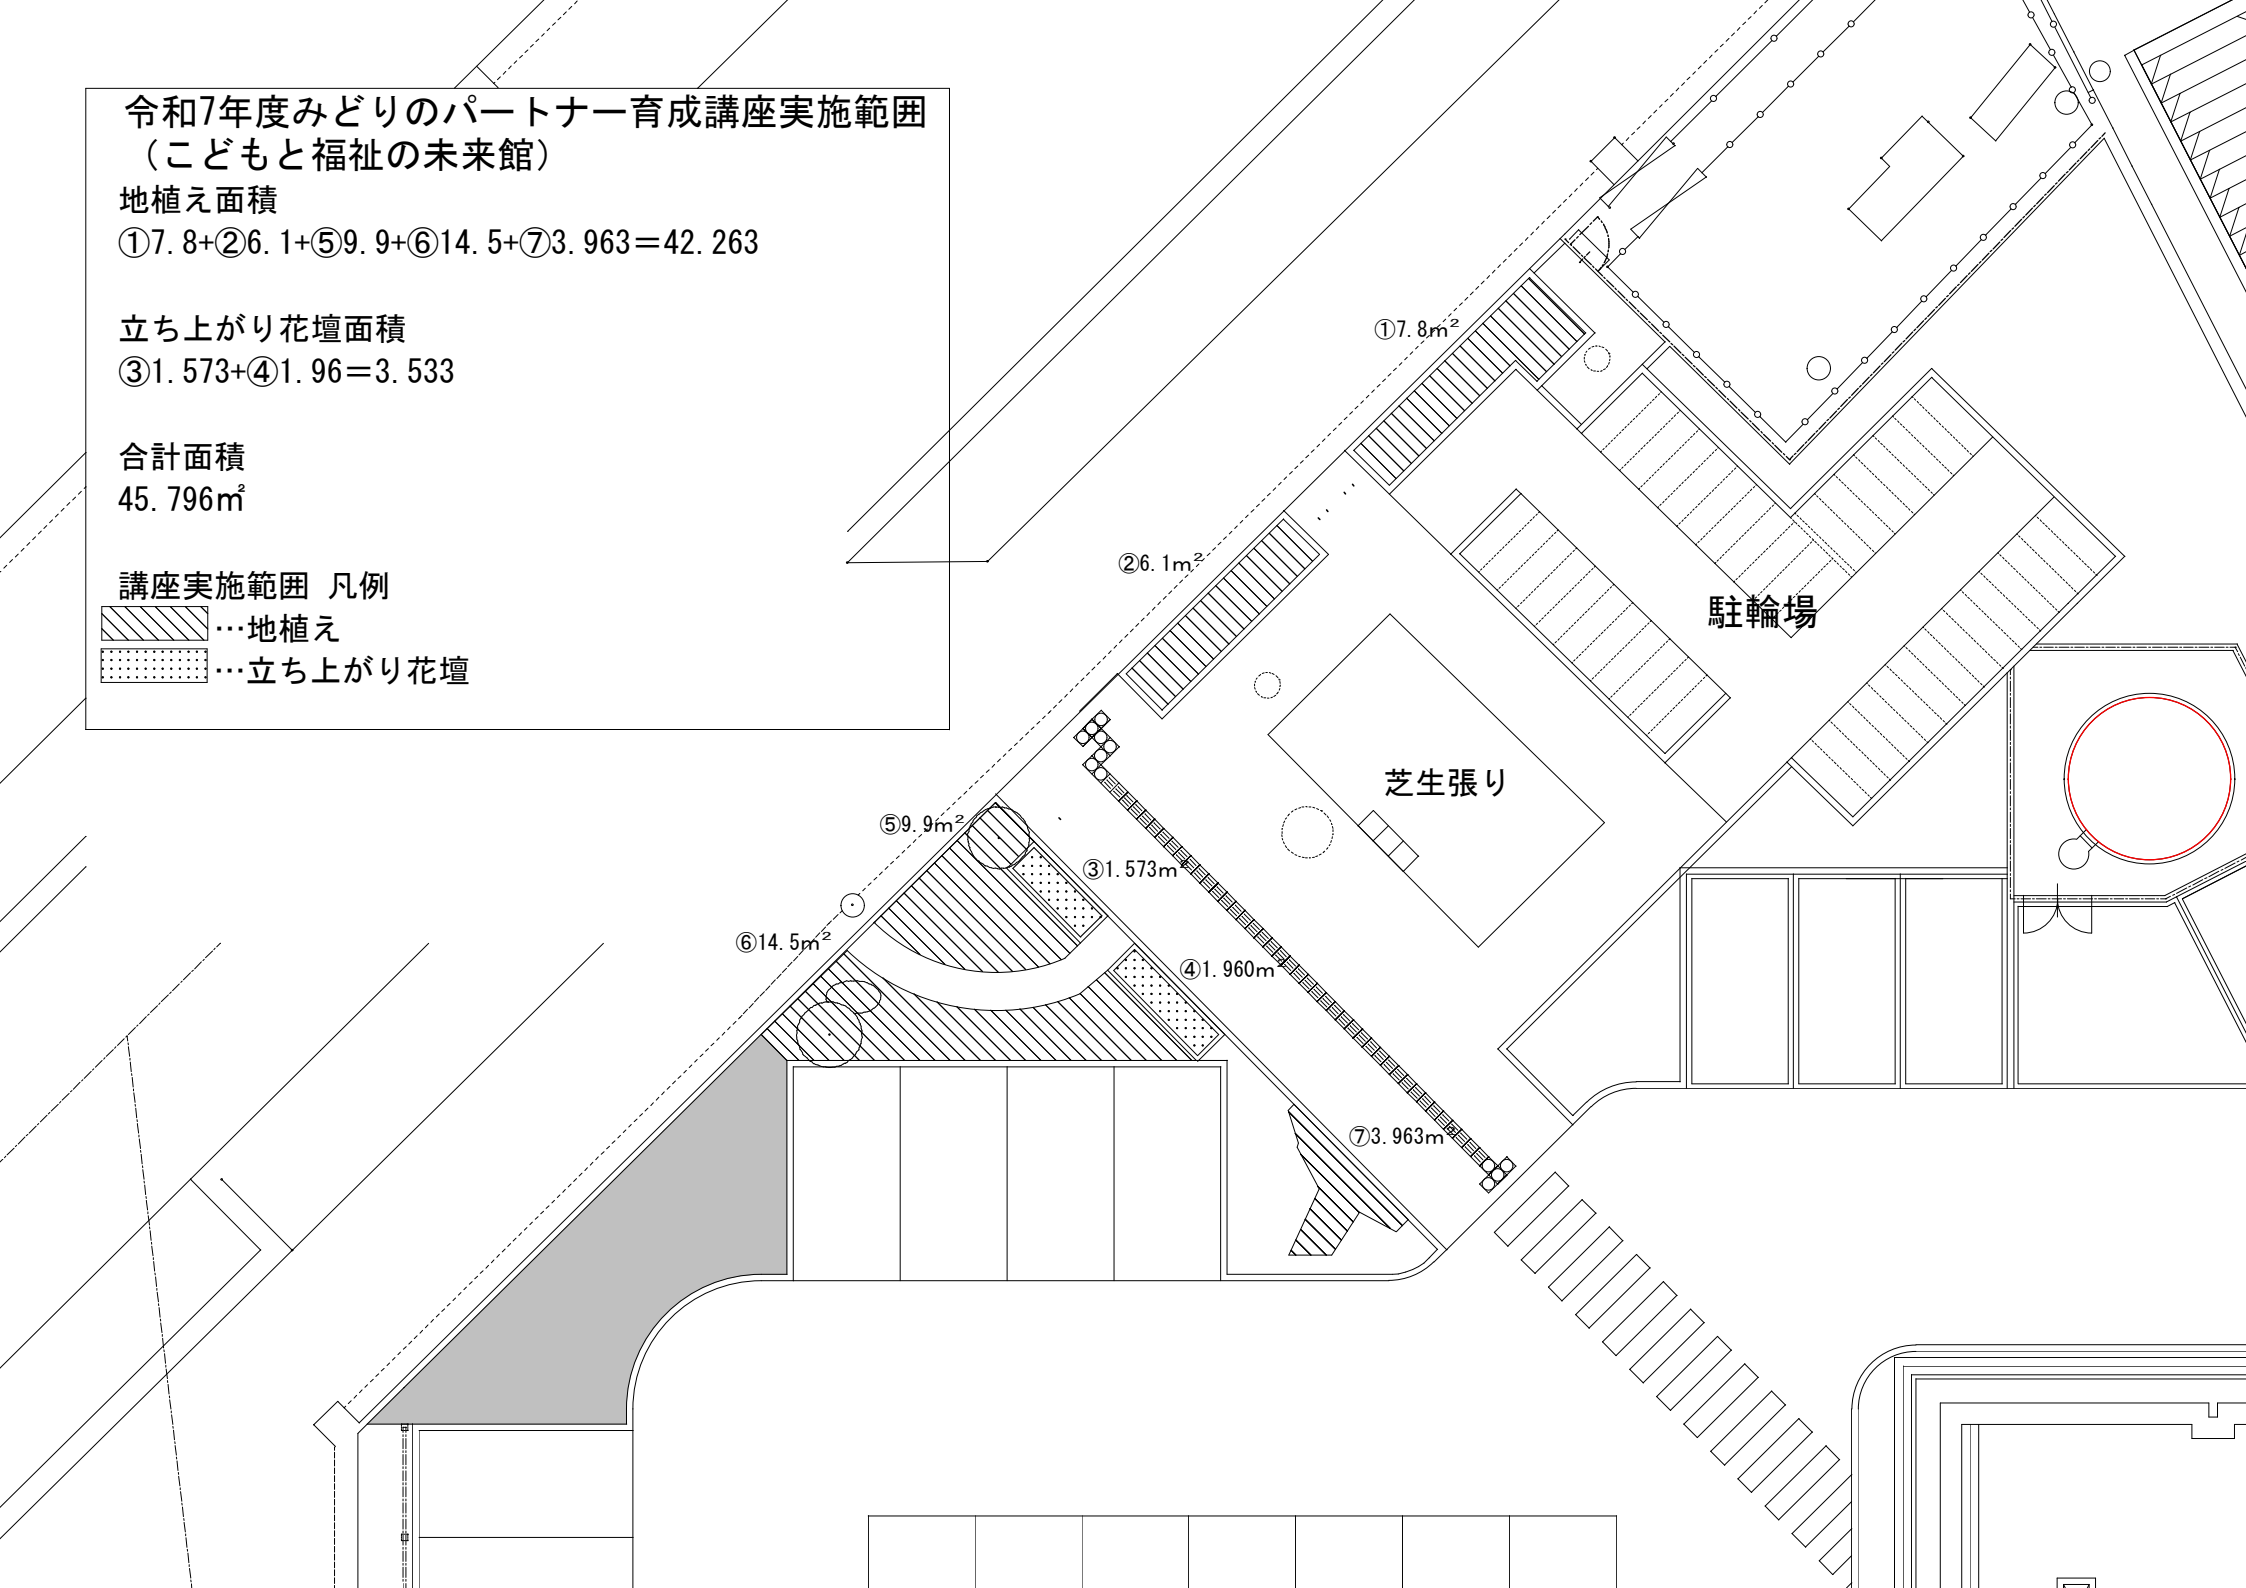 令和7年度みどりのパートナー育成講座実施範囲
（こどもと福祉の未来館）
地植え面積
①7.8+②6.1+⑤9.9+⑥14.5+⑦3.963＝42.263
立ち上がり花壇面積
③1.573+④1.96＝3.533
合計面積
45.796㎡
講座実施範囲 凡例
…地植え
…立ち上がり花壇
①7.8m²
②6.1m²
駐輪場
芝生張り
⑤9.9m²
③1.573m²
⑥14.5m²
④1.960m²
⑦3.963m²